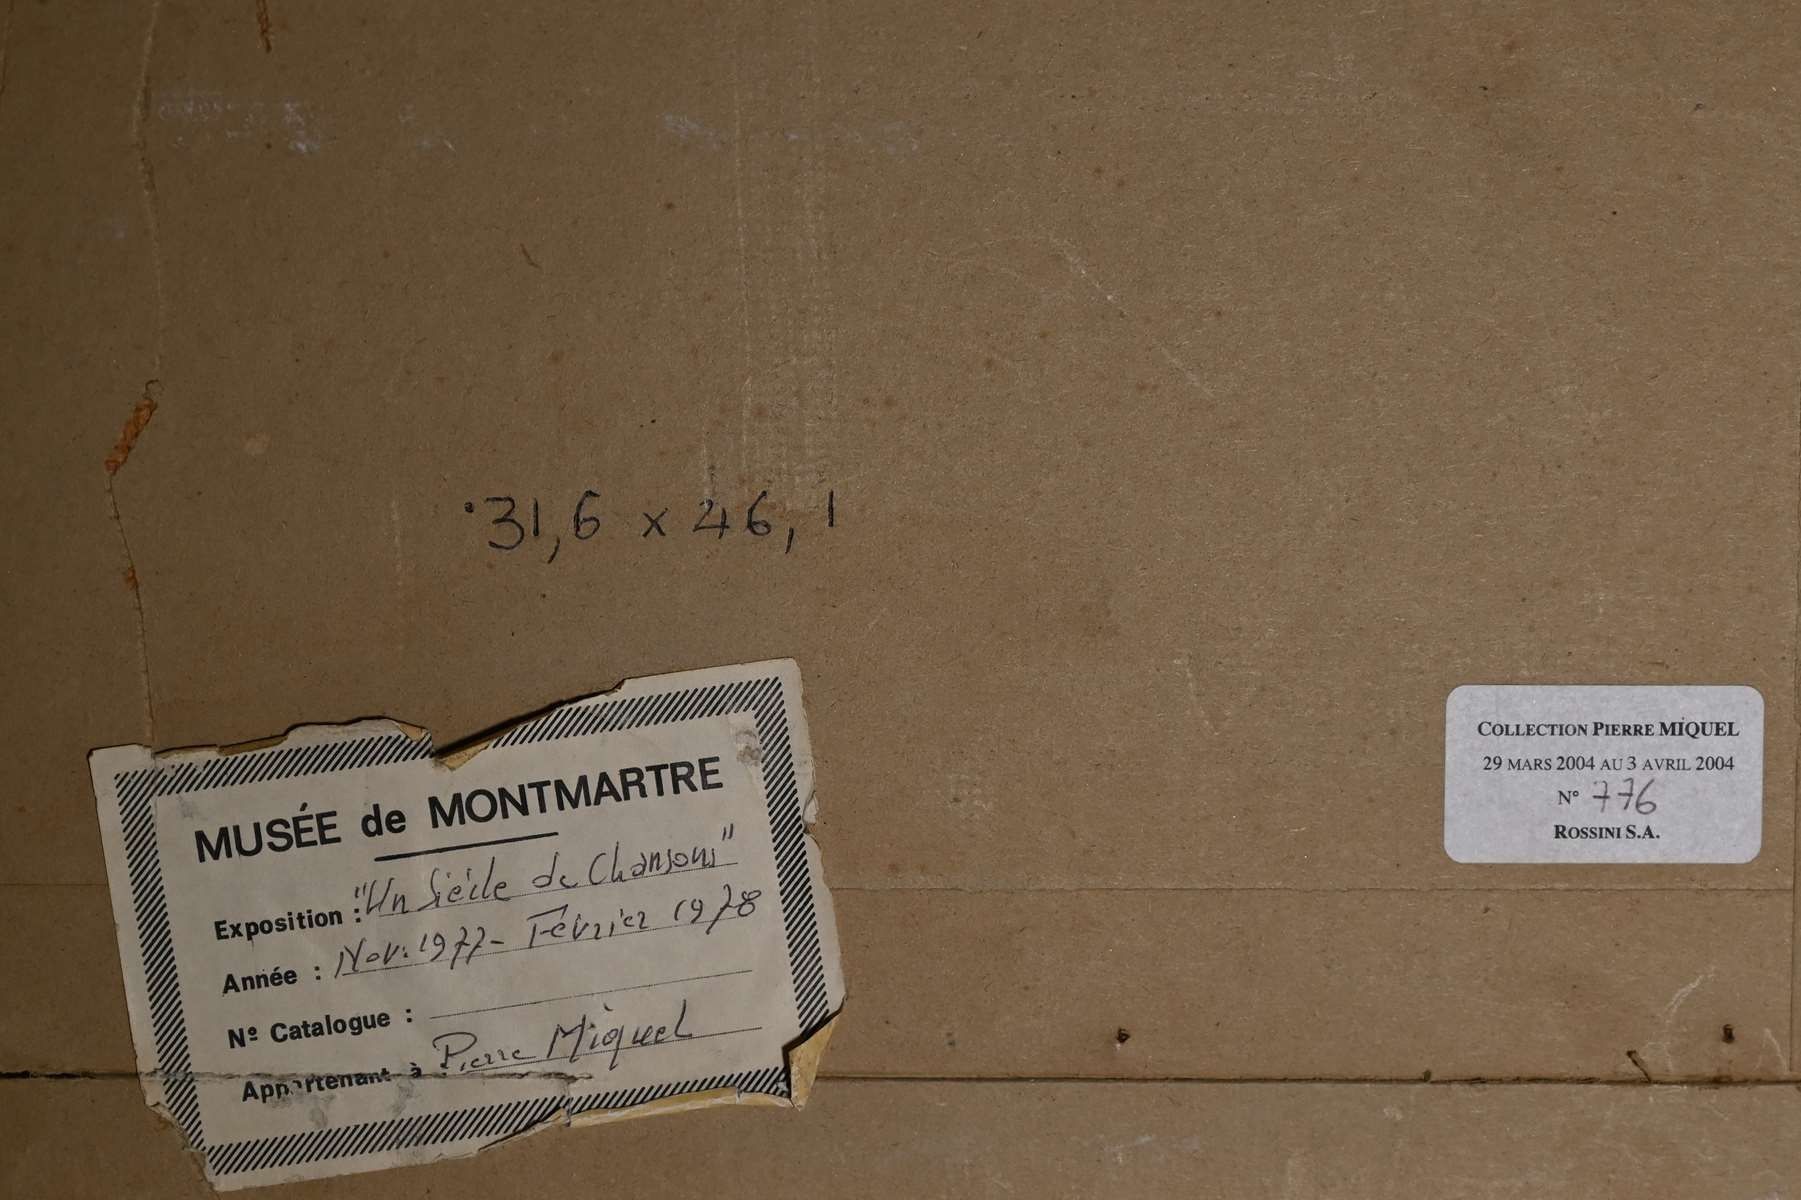 31,6 x 46,1
MUSÉE de MONTMARTRE
Exposition : "Un Siècle de Chansons"
Année : Nov. 1977 - Février 1978
Nº Catalogue :
Appartenant à : Pierre Miquel
COLLECTION PIERRE MIQUEL
29 MARS 2004 AU 3 AVRIL 2004
N° 776
ROSSINI S.A.